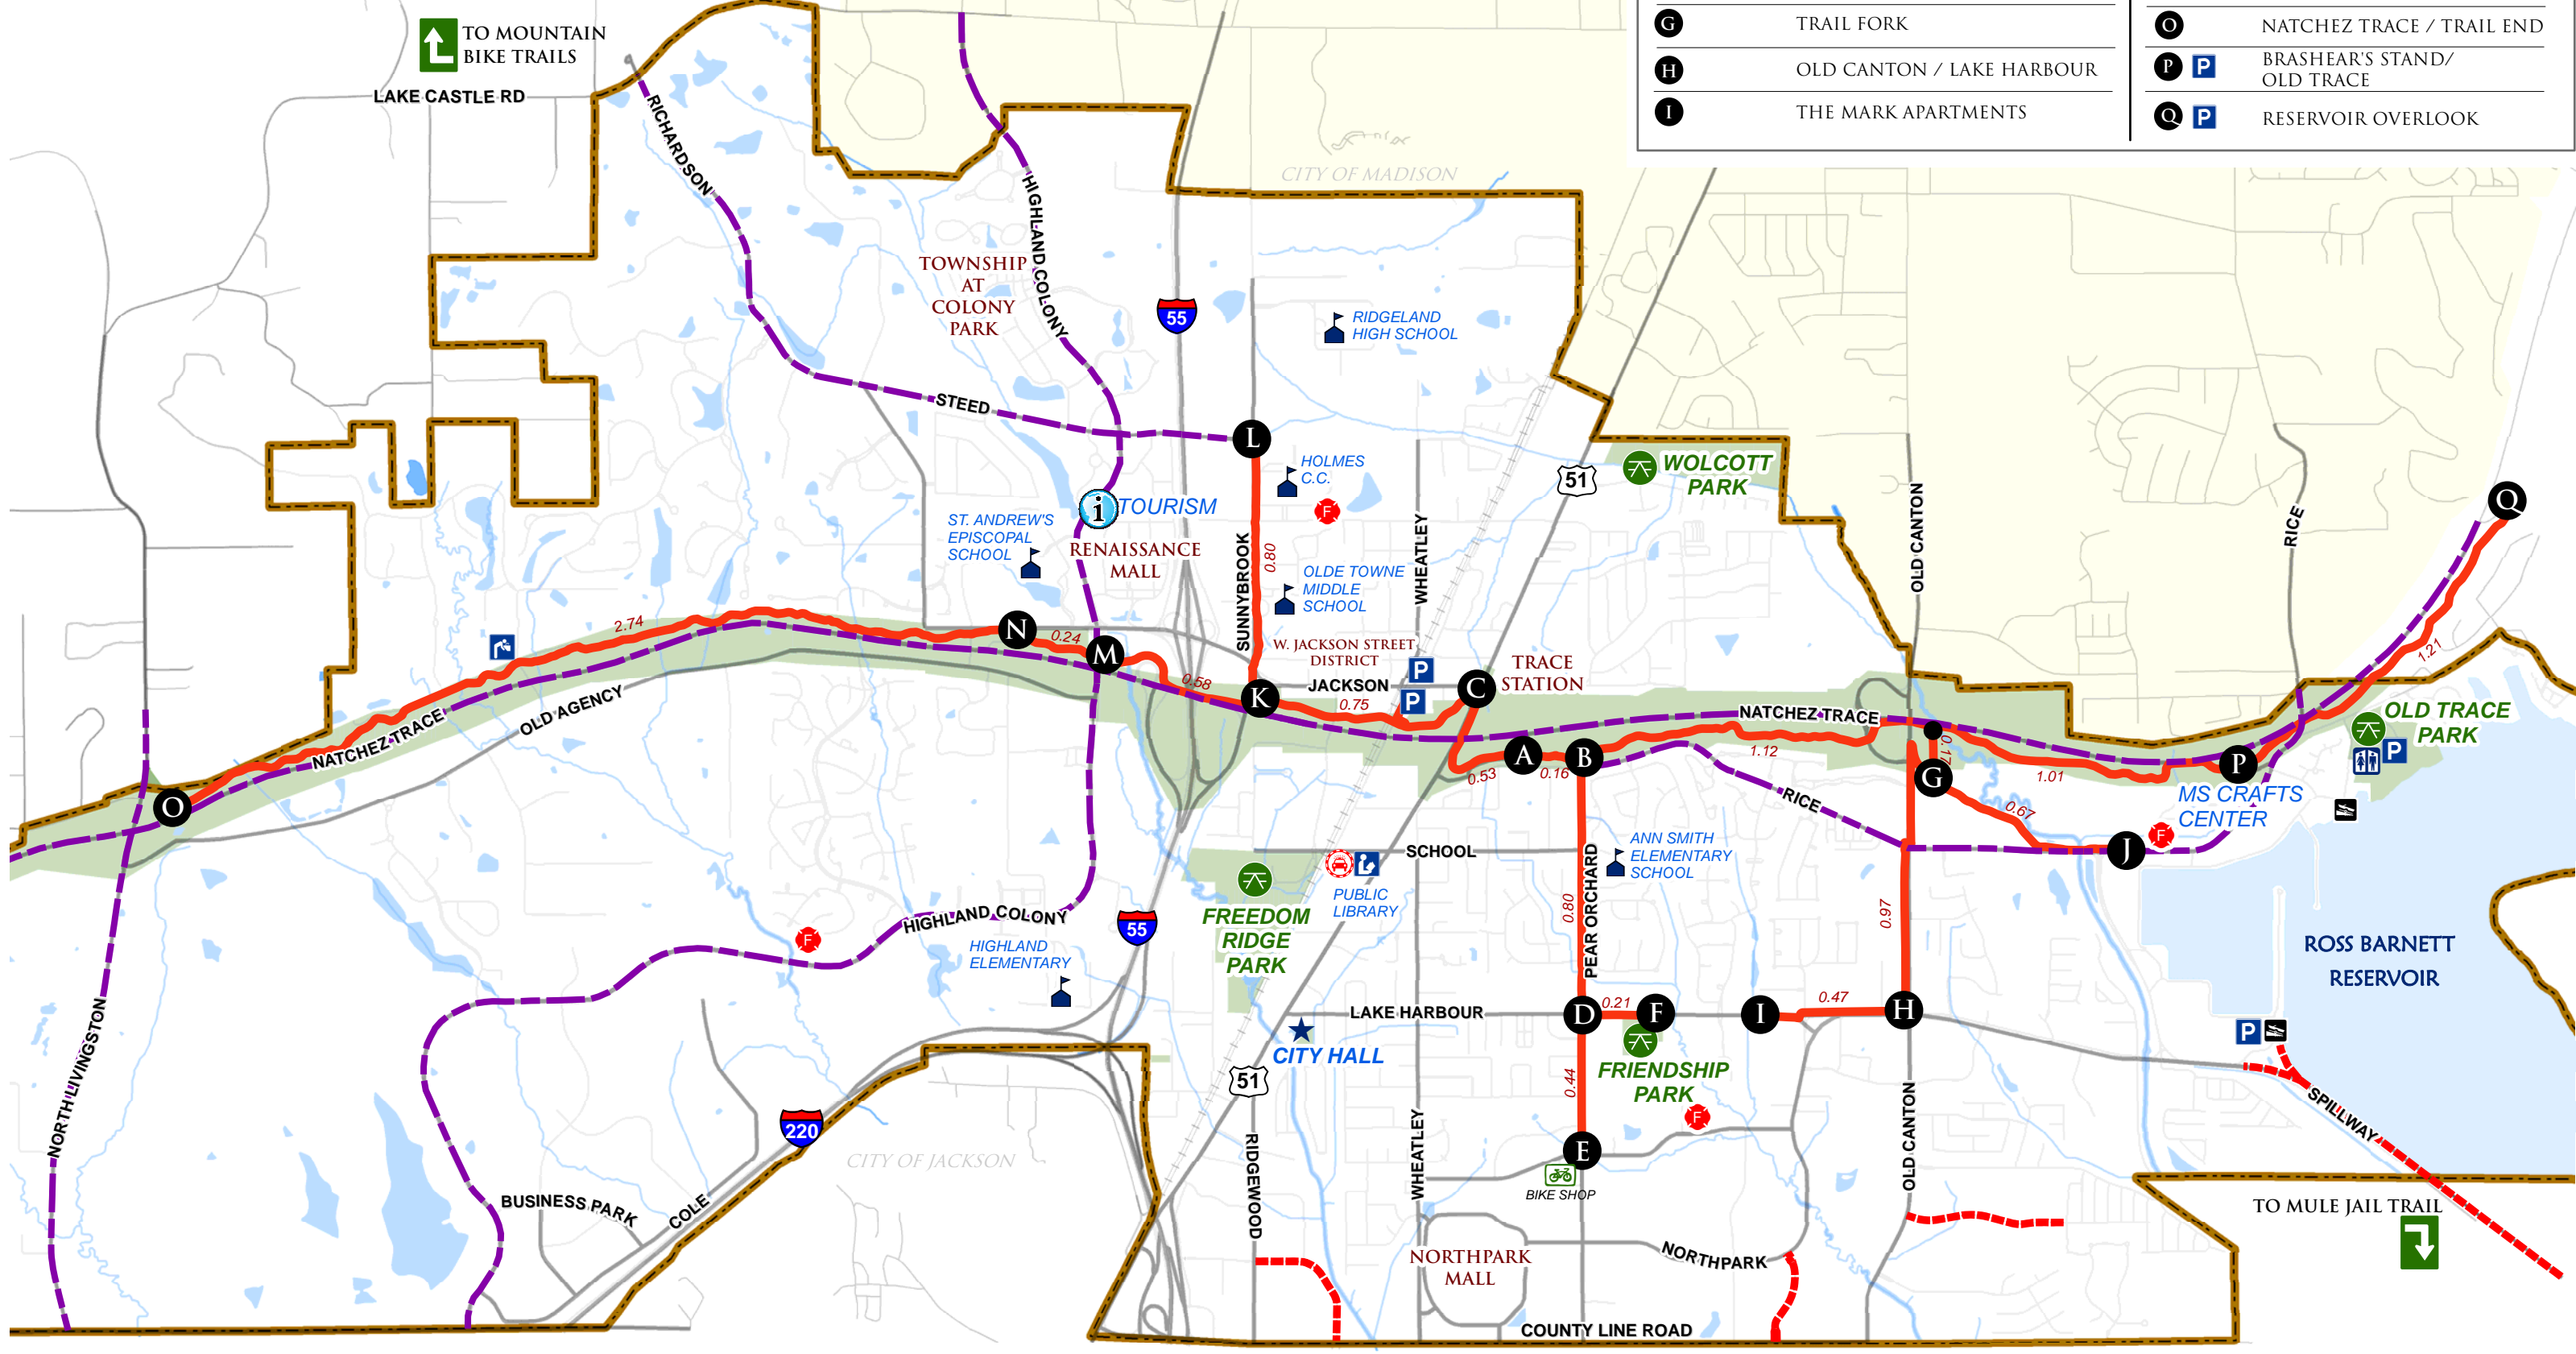 TO MOUNTAIN
BIKE TRAILS
LAKE CASTLE RD
G TRAIL FORK
H OLD CANTON / LAKE HARBOUR
I THE MARK APARTMENTS
O NATCHEZ TRACE / TRAIL END
P P BRASHEAR'S STAND/
OLD TRACE
Q P RESERVOIR OVERLOOK
RICHARDSON
HIGHLAND COLONY
CITY OF MADISON
TOWNSHIP
AT
COLONY
PARK
55
RIDGELAND
HIGH SCHOOL
STEED
L
HOLMES
C.C.
F
51
WOLCOTT
PARK
i TOURISM
ST. ANDREW'S
EPISCOPAL
SCHOOL
RENAISSANCE
MALL
SUNNYBROOK
0.80
WHEATLEY
OLDE TOWNE
MIDDLE
SCHOOL
OLD CANTON
RICE
Q
2.74
N
0.24
M
0.58
K
W. JACKSON STREET
DISTRICT
P
P
JACKSON
0.75
C
TRACE
STATION
NATCHEZ TRACE
OLD AGENCY
O
NATCHEZ TRACE
0.53
A
0.16
B
1.12
0.17
G
1.01
P
1.21
OLD TRACE
PARK
P
MS CRAFTS
CENTER
RICE
0.67
J
F
SCHOOL
PUBLIC
LIBRARY
ANN SMITH
ELEMENTARY
SCHOOL
PEAR ORCHARD
0.80
0.97
FREEDOM
RIDGE
PARK
HIGHLAND COLONY
F
55
HIGHLAND
ELEMENTARY
ROSS BARNETT
RESERVOIR
LAKE HARBOUR
D
0.21
F
I
0.47
H
CITY HALL
FRIENDSHIP
PARK
F
51
0.44
E
BIKE SHOP
NORTH LIVINGSTON
220
CITY OF JACKSON
BUSINESS PARK
COLE
RIDGEWOOD
WHEATLEY
OLD CANTON
P
SPILLWAY
TO MULE JAIL TRAIL
NORTHPARK
MALL
NORTHPARK
COUNTY LINE ROAD